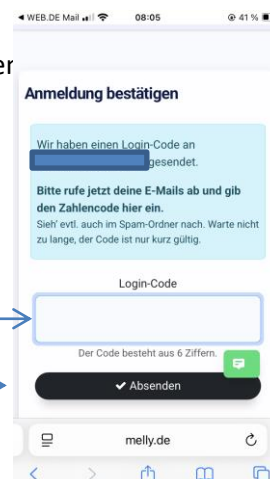 WEB.DE Mail 08:05 41 %
er
Anmeldung bestätigen
Wir haben einen Login-Code an
gesendet.
Bitte rufe jetzt deine E-Mails ab und gib
den Zahlencode hier ein.
Sieh' evtl. auch im Spam-Ordner nach. Warte nicht
zu lange, der Code ist nur kurz gültig.
Login-Code
Der Code besteht aus 6 Ziffern.
Absenden
melly.de